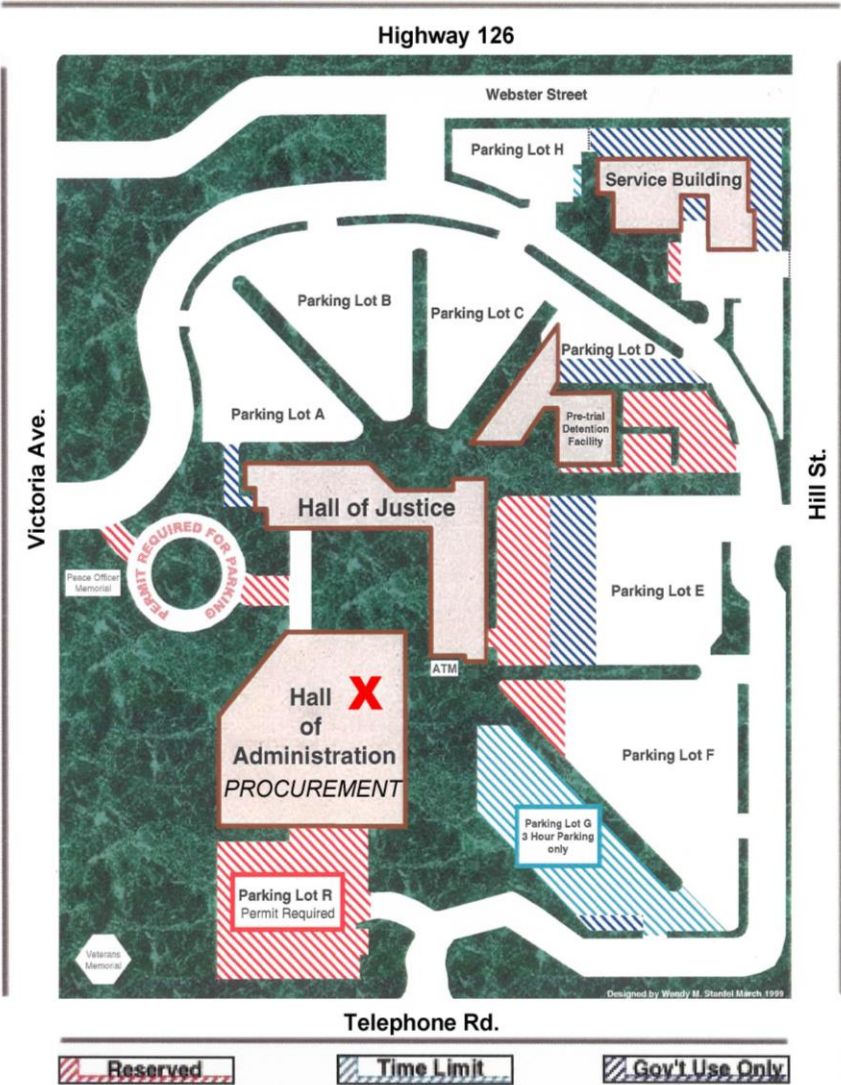 Highway 126
Webster Street
Parking Lot H
Service Building
Parking Lot B
Parking Lot C
Parking Lot D
Parking Lot A
Pre-trial
Detention
Facility
Victoria Ave.
Hill St.
Hall of Justice
PERMIT REQUIRED FOR PARKING
Peace Officer
Memorial
Parking Lot E
ATM
Hall
X
of
Administration
PROCUREMENT
Parking Lot F
Parking Lot G
3 Hour Parking
only
Parking Lot R
Permit Required
Veterans
Memorial
Designed by Wendy M. Stanfel March 1999
Telephone Rd.
Reserved
Time Limit
Gov't Use Only